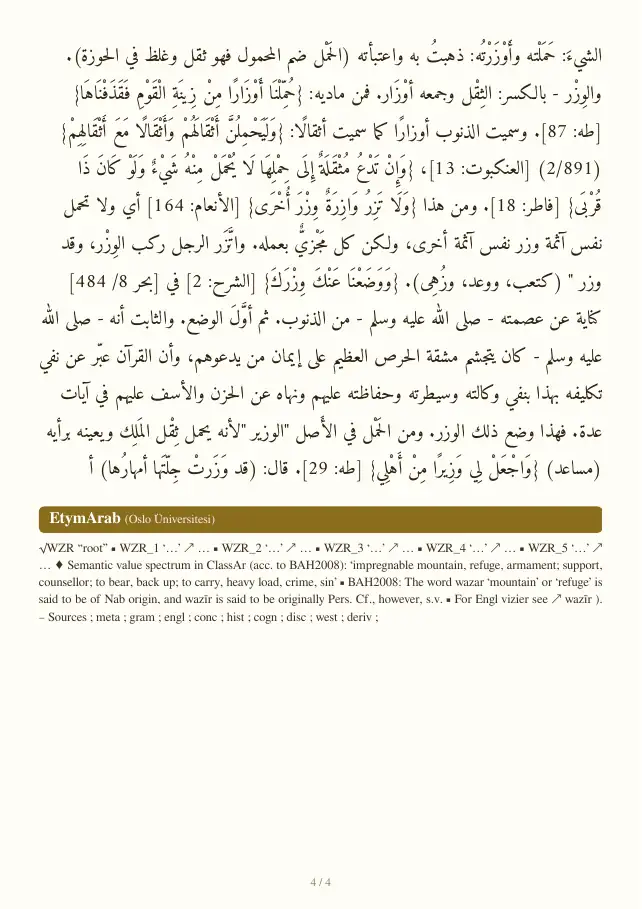 الشيءَ: حَمَلْته وأَوْزَرْتُه: ذهبتُ به واعتبأته (الحَمْل ضم المحمول فهو ثقل وغلظ في الحوزة).
والوِزْر - بالكسر: الثِقْل وجمعه أوْزَار. فمن ماديه: {حُمِّلْنَا أَوْزَارًا مِنْ زِينَةِ الْقَوْمِ فَقَذَفْنَاهَا}
[طه: 87]. وسميت الذنوب أوزارًا كما سميت أثقالًا: {وَلَيَحْمِلُنَّ أَثْقَالَهُمْ وَأَثْقَالًا مَعَ أَثْقَالِهِمْ}
(2/891) [العنكبوت: 13]، {وَإِنْ تَدْعُ مُثْقَلَةٌ إِلَى حِمْلِهَا لَا يُحْمَلْ مِنْهُ شَيْءٌ وَلَوْ كَانَ ذَا
قُرْبَى} [فاطر: 18]. ومن هذا {وَلَا تَزِرُ وَازِرَةٌ وِزْرَ أُخْرَى} [الأنعام: 164] أي ولا تحمل
نفس آثمة وزر نفس آثمة أخرى، ولكن كل مَجْزيٌّ بعمله. واتَّزَر الرجل ركب الوِزْر، وقد
وزر " (كتعب، ووعد، وزُهِى). {وَوَضَعْنَا عَنْكَ وِزْرَكَ} [الشرح: 2] في [بحر 8/ 484]
كناية عن عصمته - صلى الله عليه وسلم - من الذنوب. ثم أوَّلَ الوضع. والثابت أنه - صلى الله
عليه وسلم - كان يتجشم مشقة الحرص العظيم على إيمان من يدعوهم، وأن القرآن عبّر عن نفي
تكليفه بهذا بنفي وكالته وسيطرته وحفاظته عليهم ونهاه عن الحزن والأسف عليهم في آيات
عدة. فهذا وضع ذلك الوزر. ومن الحَمْل في الأصل "الوزير "لأنه يحمل ثِقْل المَلِك ويعينه برأيه
(مساعد) {وَاجْعَلْ لِي وَزِيرًا مِنْ أَهْلِي} [طه: 29]. قال: (قد وَزَرتْ جِلّتَها أمهارُها) أ
EtymArab (Oslo Üniversitesi)
√WZR “root” ▪ WZR_1 ‘…’ ↗ … ▪ WZR_2 ‘…’ ↗ … ▪ WZR_3 ‘…’ ↗ … ▪ WZR_4 ‘…’ ↗ … ▪ WZR_5 ‘…’ ↗
… ♦ Semantic value spectrum in ClassAr (acc. to BAH2008): ‘impregnable mountain, refuge, armament; support,
counsellor; to bear, back up; to carry, heavy load, crime, sin’ ▪ BAH2008: The word wazar ‘mountain’ or ‘refuge’ is
said to be of Nab origin, and wazīr is said to be originally Pers. Cf., however, s.v. ▪ For Engl vizier see ↗ wazīr ).
– Sources ; meta ; gram ; engl ; conc ; hist ; cogn ; disc ; west ; deriv ;
4 / 4